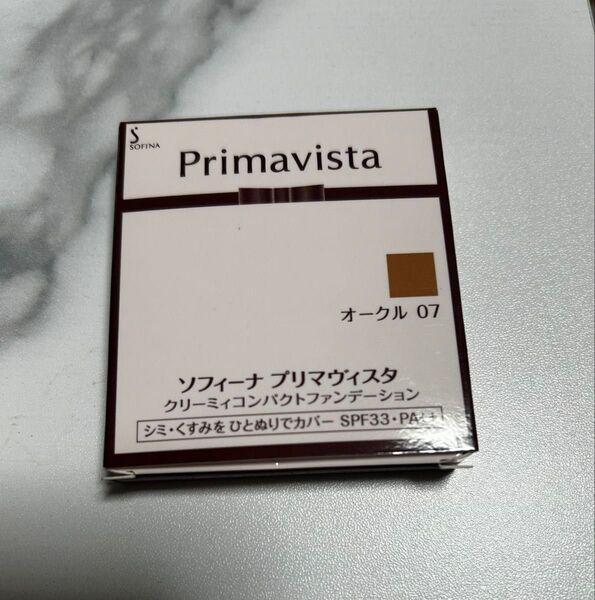 SOFINA
Primavista
オークル 07
ソフィーナ プリマヴィスタ
クリーミィコンパクトファンデーション
シミ・くすみを ひとぬりでカバー SPF33・PA++